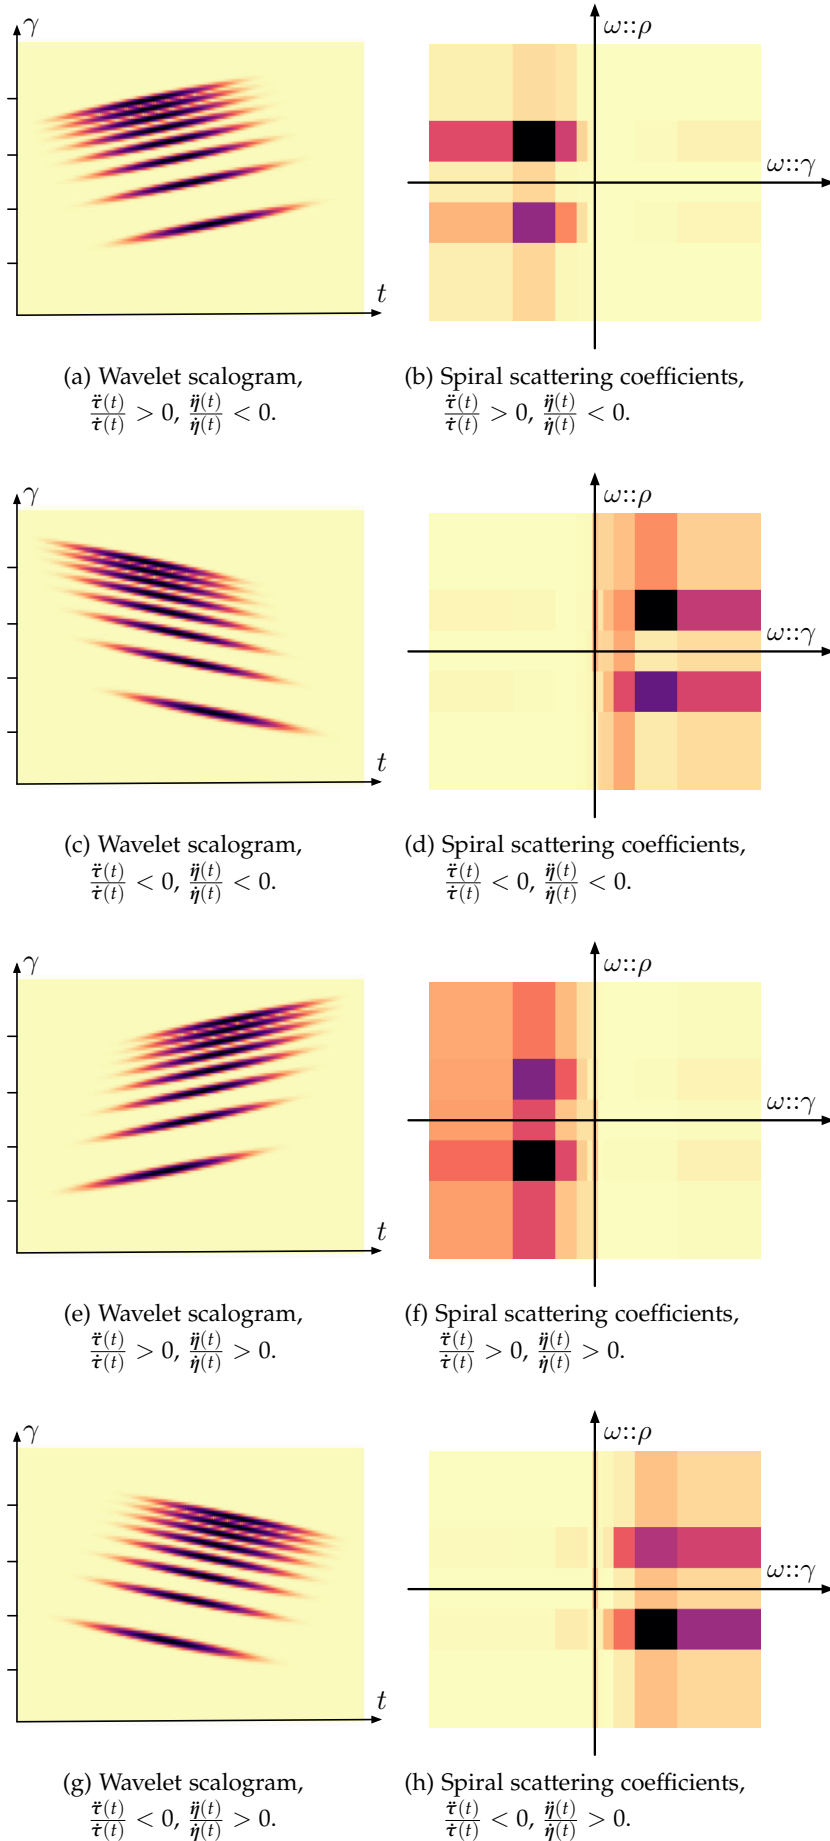 γ
t
ω::ρ
ω::γ
(a) Wavelet scalogram,
τ̈(t)/τ̇(t) > 0, η̈(t)/η̇(t) < 0.
(b) Spiral scattering coefficients,
τ̈(t)/τ̇(t) > 0, η̈(t)/η̇(t) < 0.
γ
t
ω::ρ
ω::γ
(c) Wavelet scalogram,
τ̈(t)/τ̇(t) < 0, η̈(t)/η̇(t) < 0.
(d) Spiral scattering coefficients,
τ̈(t)/τ̇(t) < 0, η̈(t)/η̇(t) < 0.
γ
t
ω::ρ
ω::γ
(e) Wavelet scalogram,
τ̈(t)/τ̇(t) > 0, η̈(t)/η̇(t) > 0.
(f) Spiral scattering coefficients,
τ̈(t)/τ̇(t) > 0, η̈(t)/η̇(t) > 0.
γ
t
ω::ρ
ω::γ
(g) Wavelet scalogram,
τ̈(t)/τ̇(t) < 0, η̈(t)/η̇(t) > 0.
(h) Spiral scattering coefficients,
τ̈(t)/τ̇(t) < 0, η̈(t)/η̇(t) > 0.